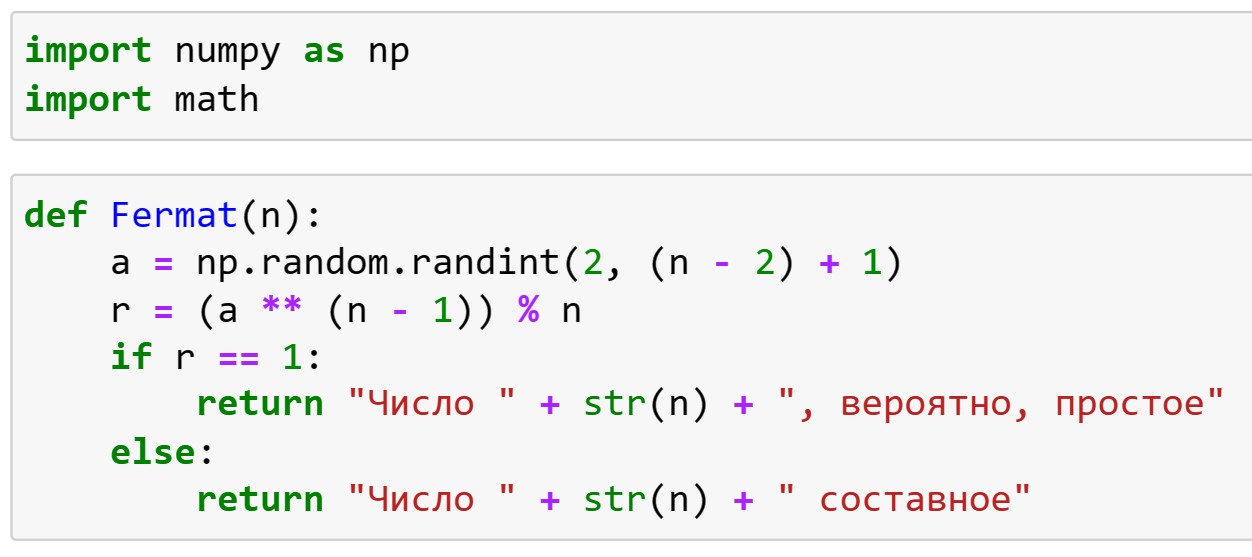 import numpy as np
import math
def Fermat(n):
    a = np.random.randint(2, (n - 2) + 1)
    r = (a ** (n - 1)) % n
    if r == 1:
        return "Число " + str(n) + ", вероятно, простое"
    else:
        return "Число " + str(n) + " составное"